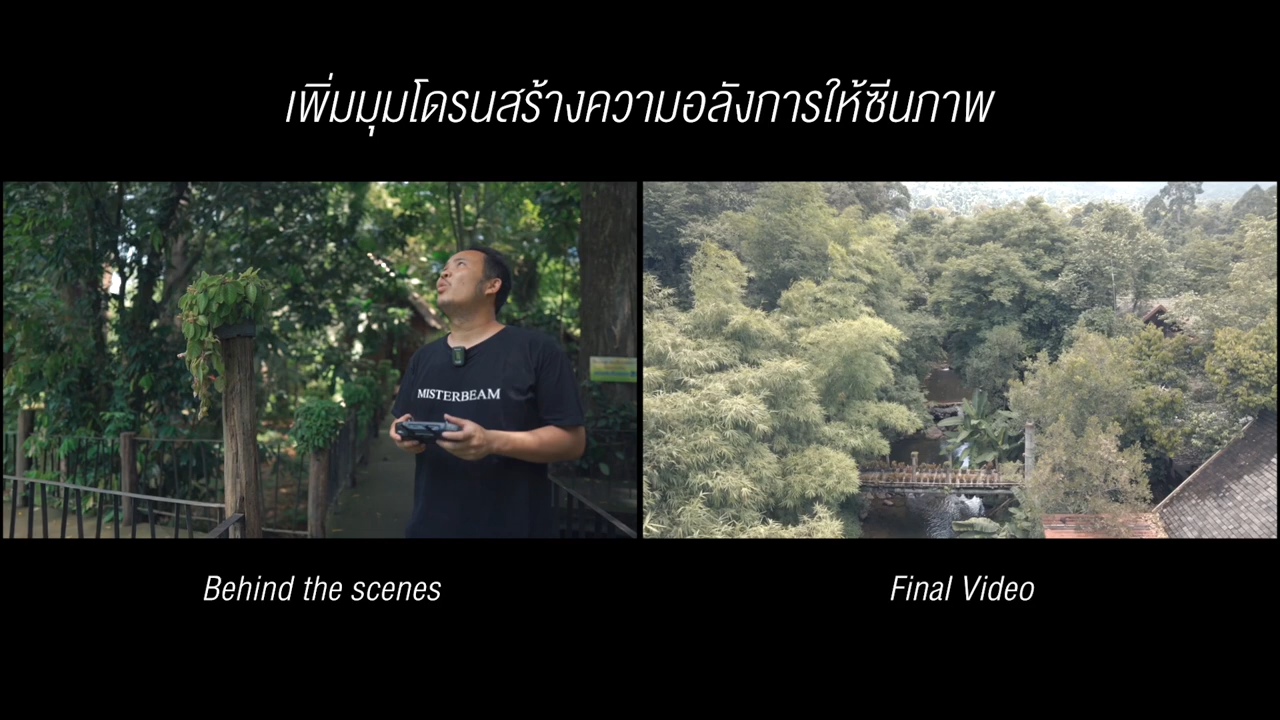 เพิ่มมุมโดรนสร้างความอลังการให้ซีนภาพ
MISTERBEAM
Behind the scenes
Final Video